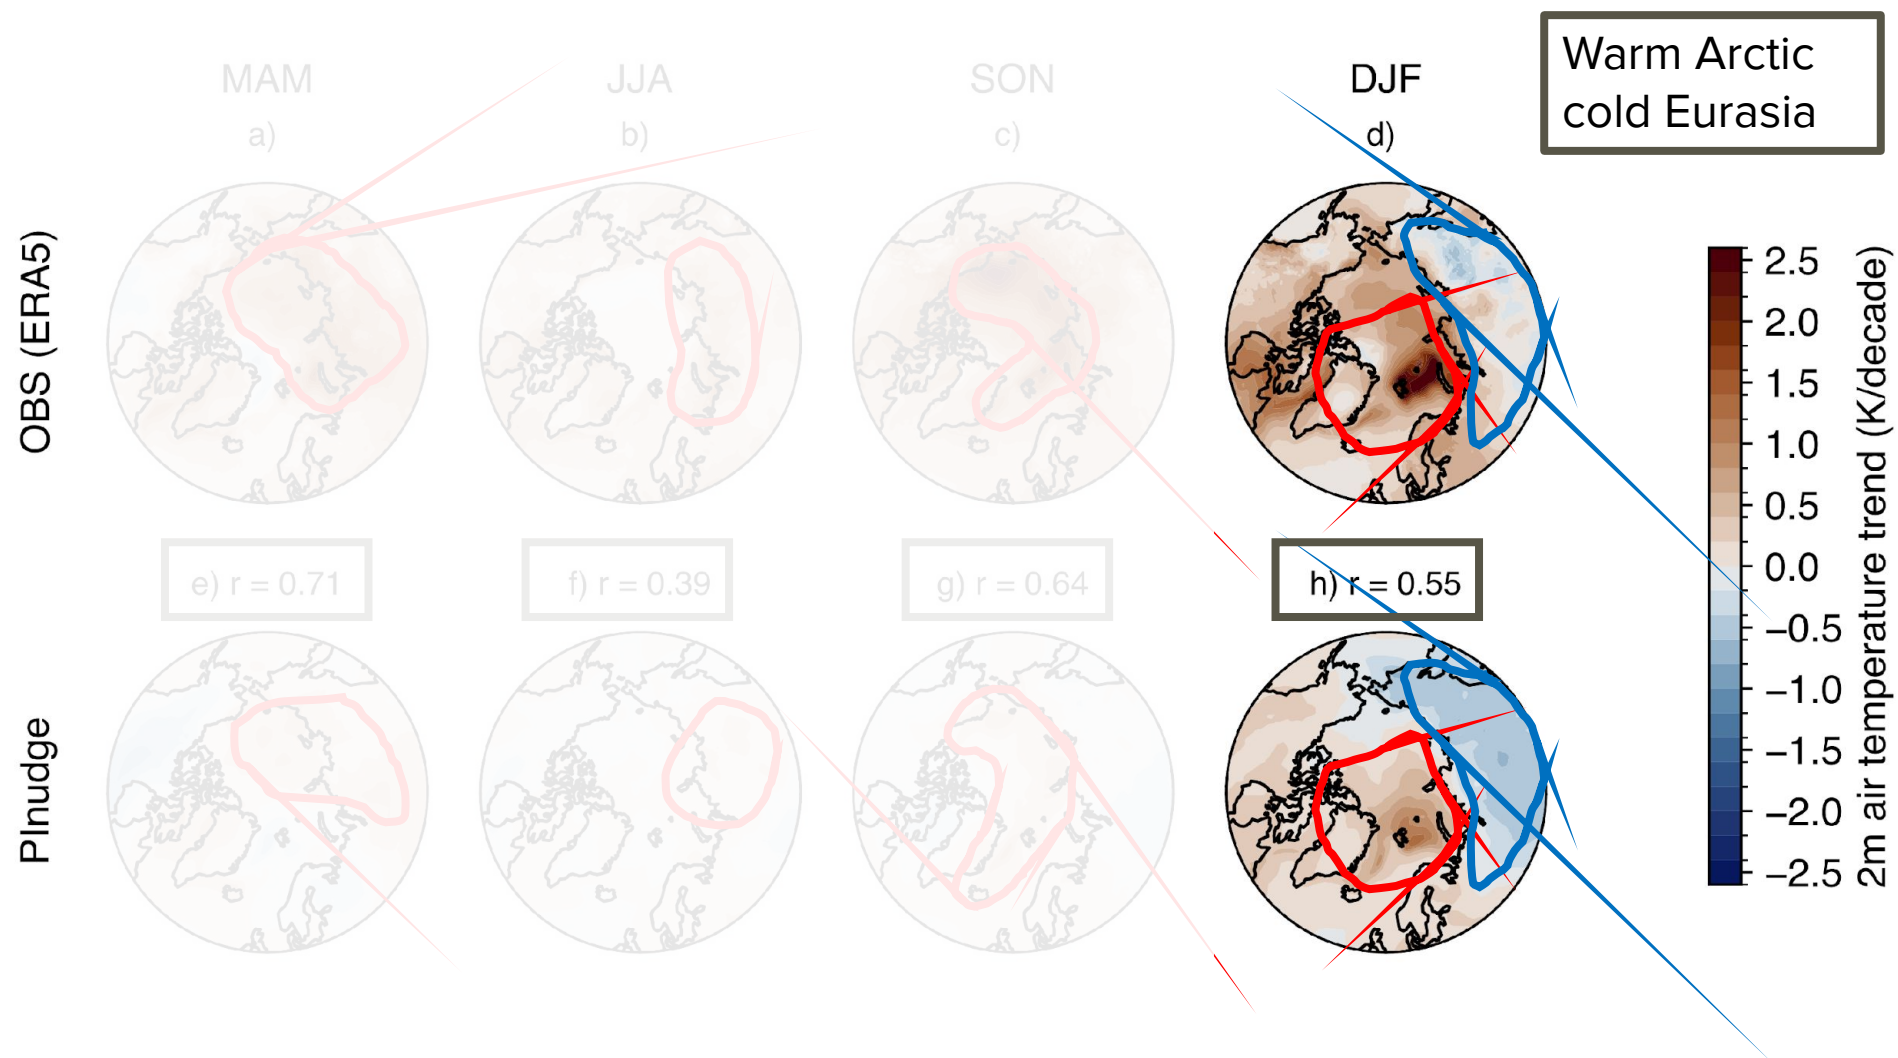 Warm Arctic
cold Eurasia
MAM
JJA
SON
DJF
a)
b)
c)
d)
OBS (ERA5)
e) r = 0.71
f) r = 0.39
g) r = 0.64
h) r = 0.55
PInudge
2.5
2.0
1.5
1.0
0.5
0.0
−0.5
−1.0
−1.5
−2.0
−2.5
2m air temperature trend (K/decade)